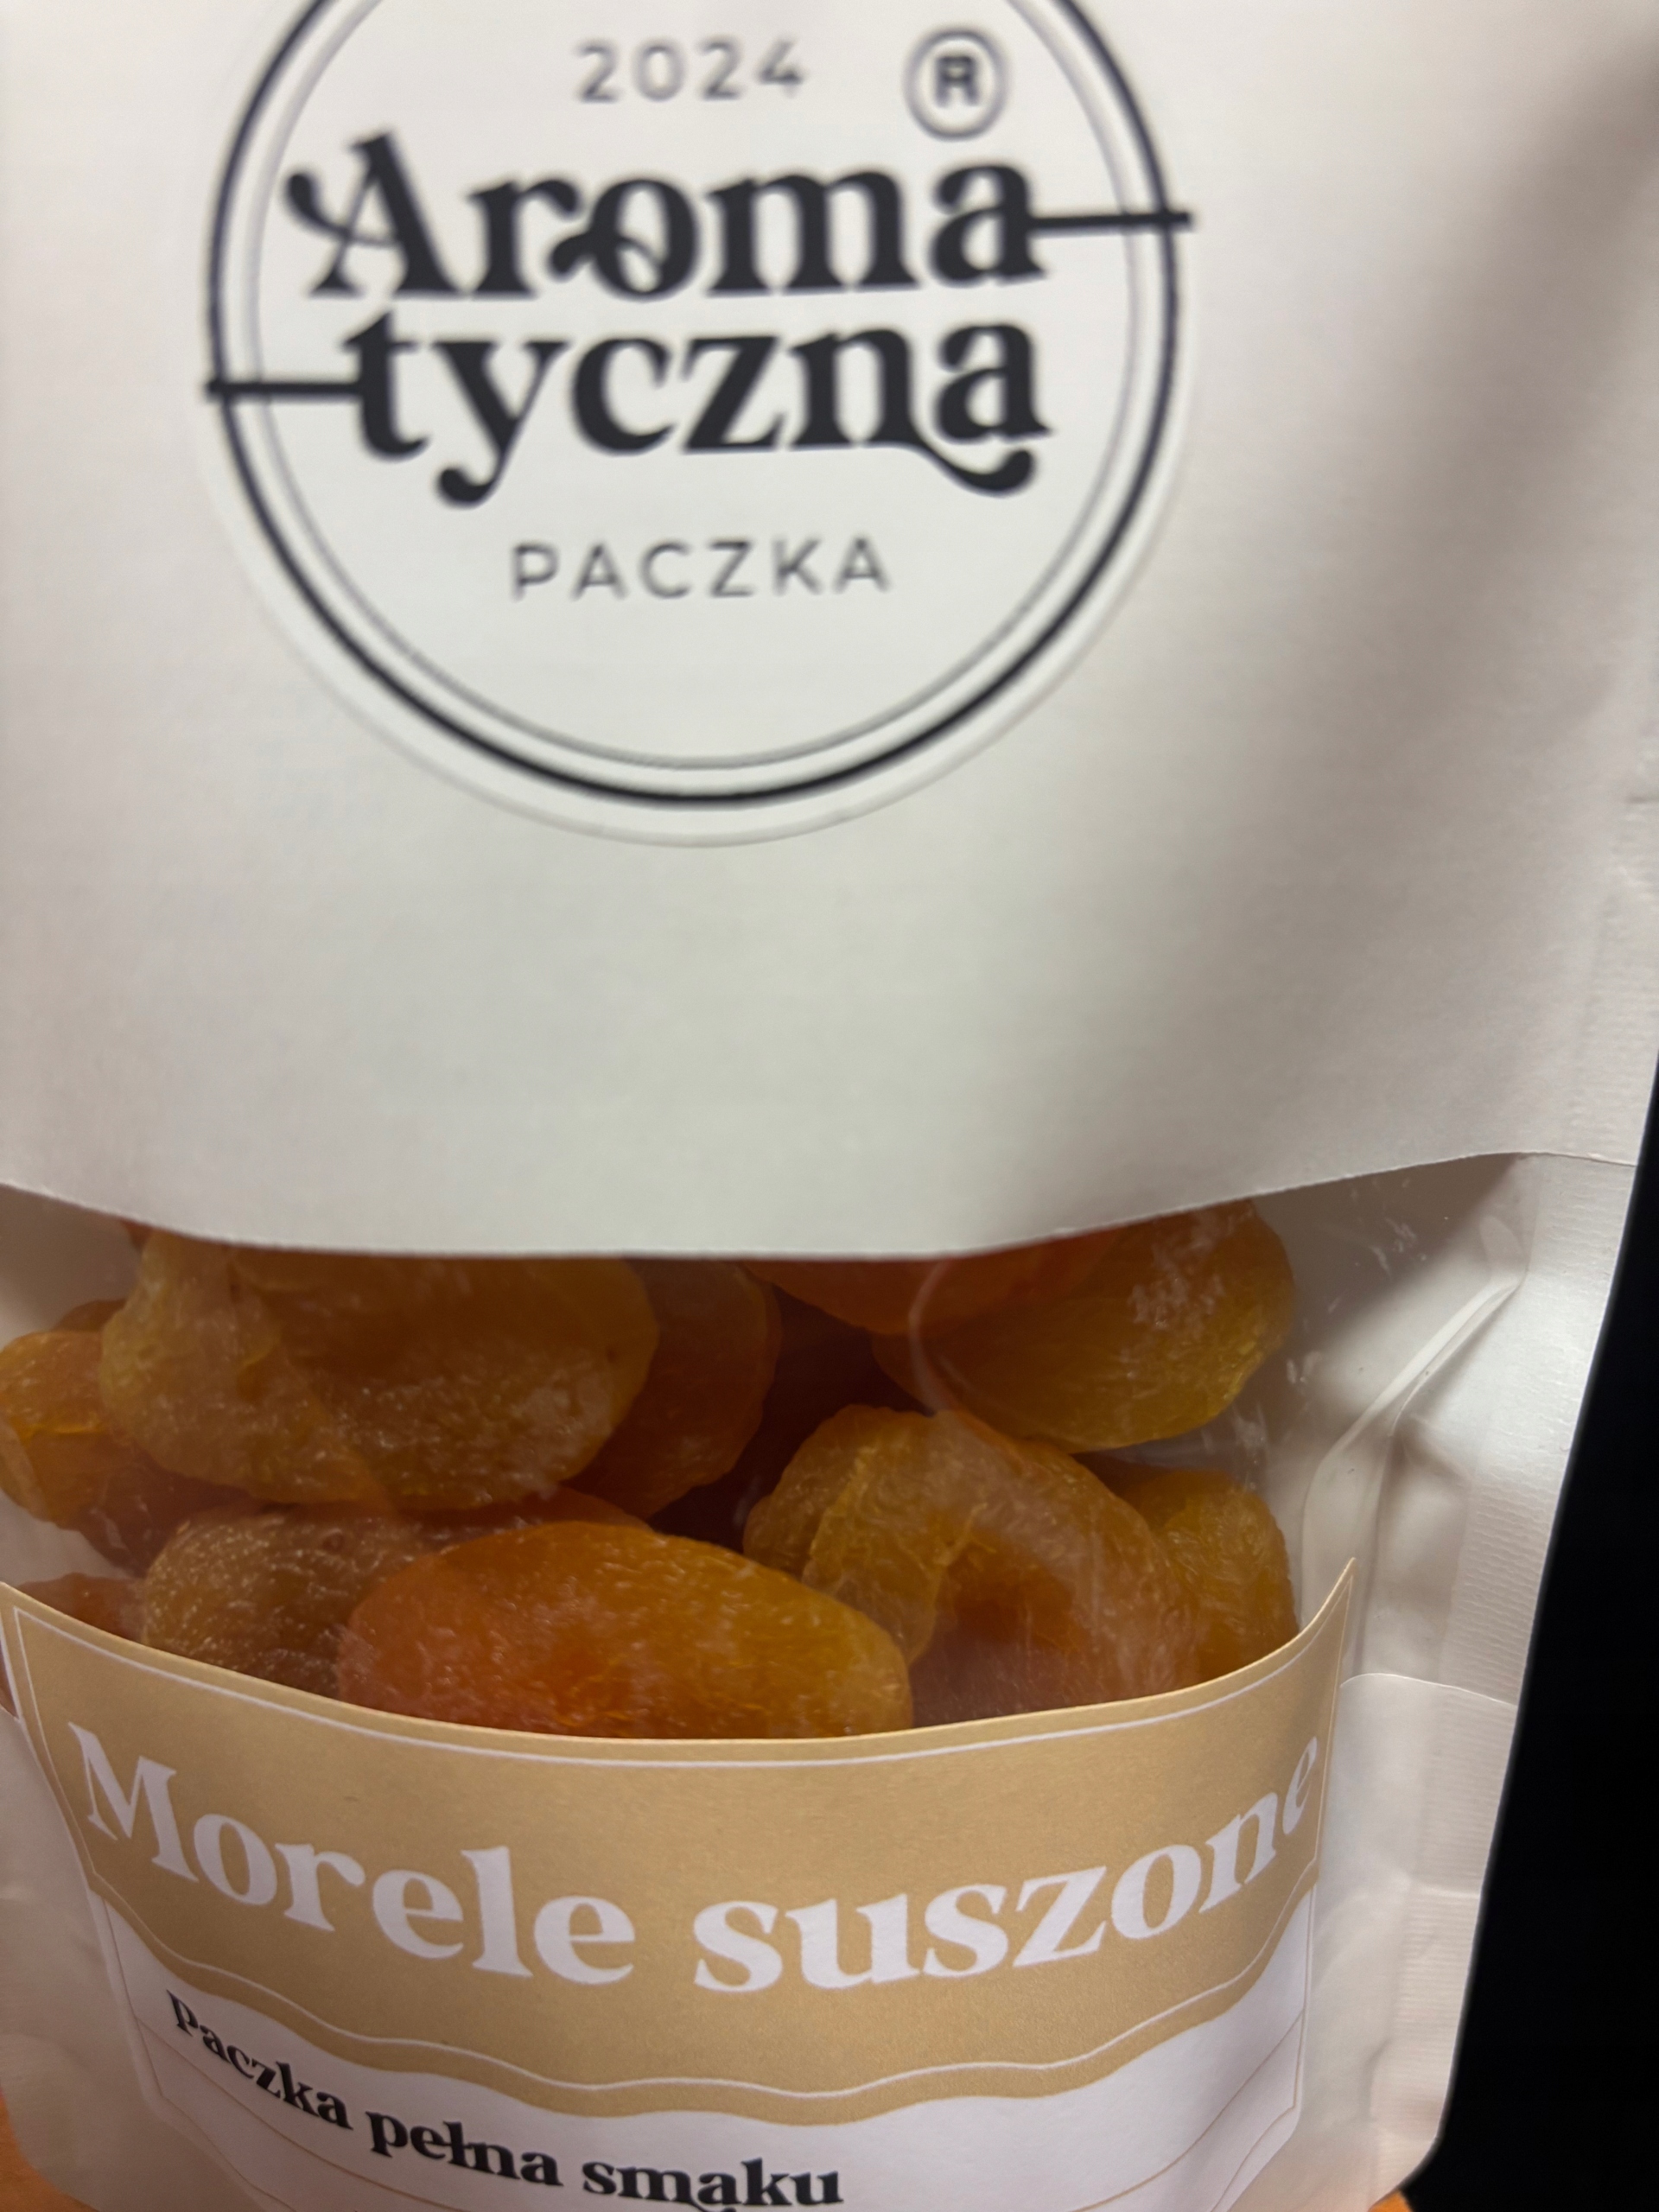 2024 ®
Aroma
tyczna
PACZKA
Morele suszone
Paczka pełna smaku